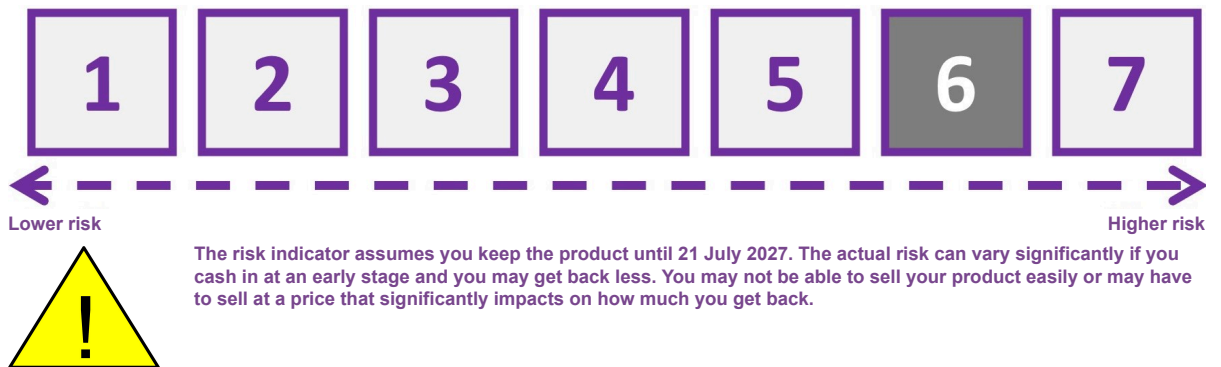 1 2 3 4 5 6 7
Lower risk Higher risk
The risk indicator assumes you keep the product until 21 July 2027. The actual risk can vary significantly if you
cash in at an early stage and you may get back less. You may not be able to sell your product easily or may have
to sell at a price that significantly impacts on how much you get back.
!